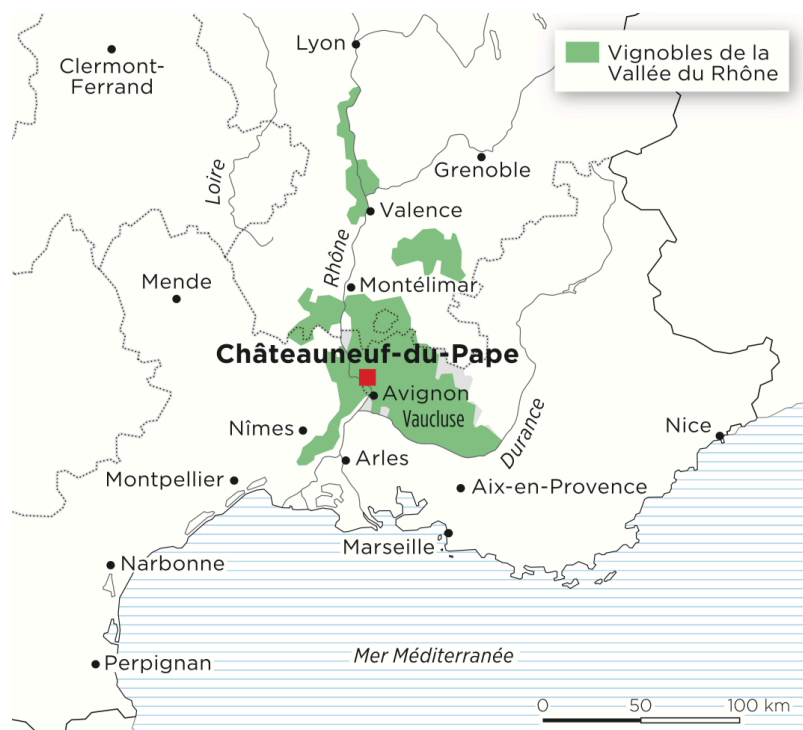 Lyon
Vignobles de la
Vallée du Rhône
Clermont-
Ferrand
Loire
Grenoble
Valence
Rhône
Mende
Montélimar
Châteauneuf-du-Pape
Avignon
Vaucluse
Durance
Nîmes
Nice
Arles
Montpellier
Aix-en-Provence
Marseille
Narbonne
Mer Méditerranée
Perpignan
0 50 100 km